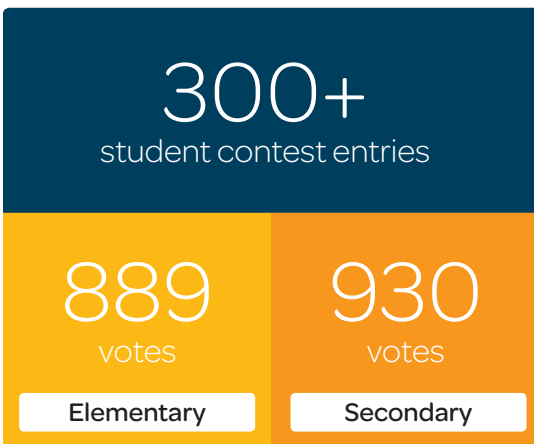 300+
student contest entries
889
votes
Elementary
930
votes
Secondary